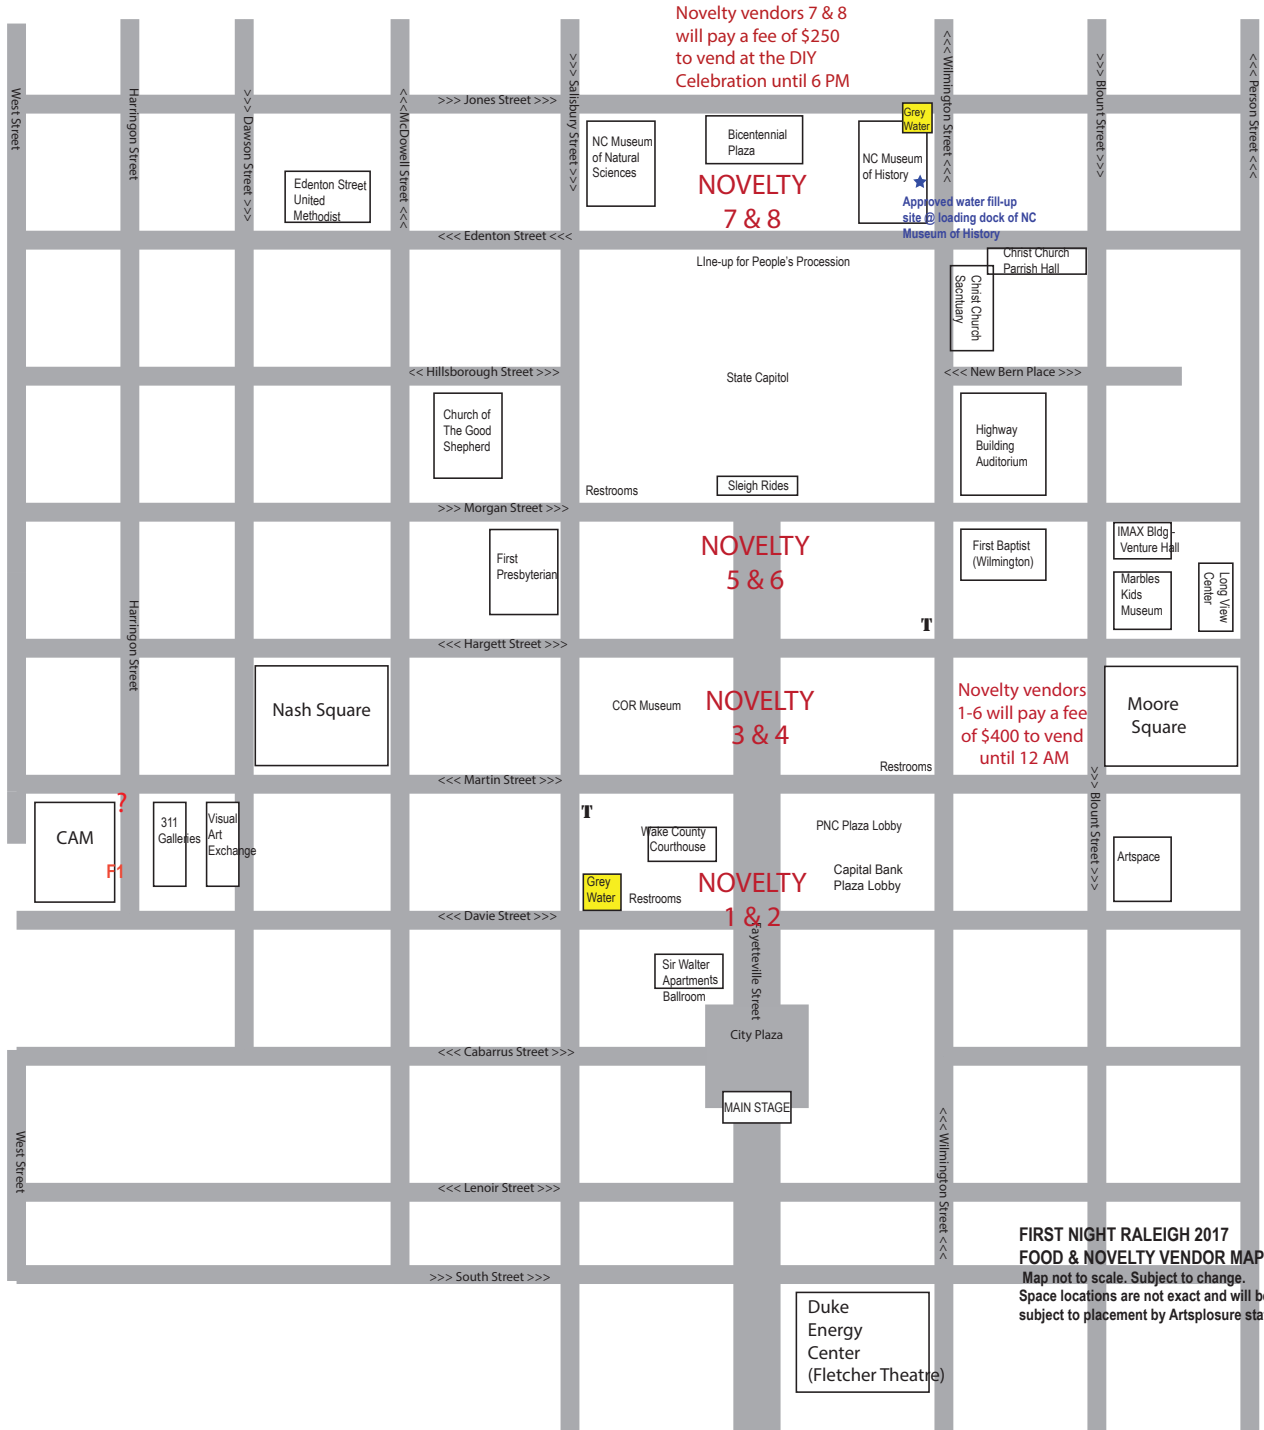 Novelty vendors 7 & 8
will pay a fee of $250
to vend at the DIY
Celebration until 6 PM
West Street
Harringon Street
>>> Dawson Street >>>
<<<McDowell Street <<<
>>> Salisbury Street >>>
<<< Wilmington Street <<<
>>> Blount Street >>>
<<< Person Street <<<
>>> Jones Street >>>
Grey
Water
NC Museum
of Natural
Sciences
Bicentennial
Plaza
NC Museum
of History
Edenton Street
United
Methodist
NOVELTY
7 & 8
Approved water fill-up
site @ loading dock of NC
Museum of History
<<< Edenton Street <<<
LIne-up for People's Procession
Christ Church
Parrish Hall
Christ Church
Sacntuary
<< Hillsborough Street >>>
State Capitol
<<< New Bern Place >>>
Church of
The Good
Shepherd
Highway
Building
Auditorium
Restrooms
Sleigh Rides
>>> Morgan Street >>>
First
Presbyterian
NOVELTY
5 & 6
First Baptist
(Wilmington)
IMAX Bldg -
Venture Hall
Marbles
Kids
Museum
Long View
Center
Harringon Street
T
<<< Hargett Street >>>
Nash Square
COR Museum
NOVELTY
3 & 4
Novelty vendors
1-6 will pay a fee
of $400 to vend
until 12 AM
Moore
Square
Restrooms
<<< Martin Street >>>
>>> Blount Street >>>
?
CAM
F1
311
Galleries
Visual
Art
Exchange
T
Wake County
Courthouse
PNC Plaza Lobby
Capital Bank
Plaza Lobby
Artspace
Grey
Water
Restrooms
NOVELTY
1 & 2
<<< Davie Street >>>
Fayetteville Street
Sir Walter
Apartments
Ballroom
City Plaza
<<< Cabarrus Street >>>
MAIN STAGE
West Street
<<< Wilmington Street <<<
<<< Lenoir Street >>>
>>> South Street >>>
FIRST NIGHT RALEIGH 2017
FOOD & NOVELTY VENDOR MAP
Map not to scale. Subject to change.
Space locations are not exact and will be
subject to placement by Artsplosure sta
Duke
Energy
Center
(Fletcher Theatre)